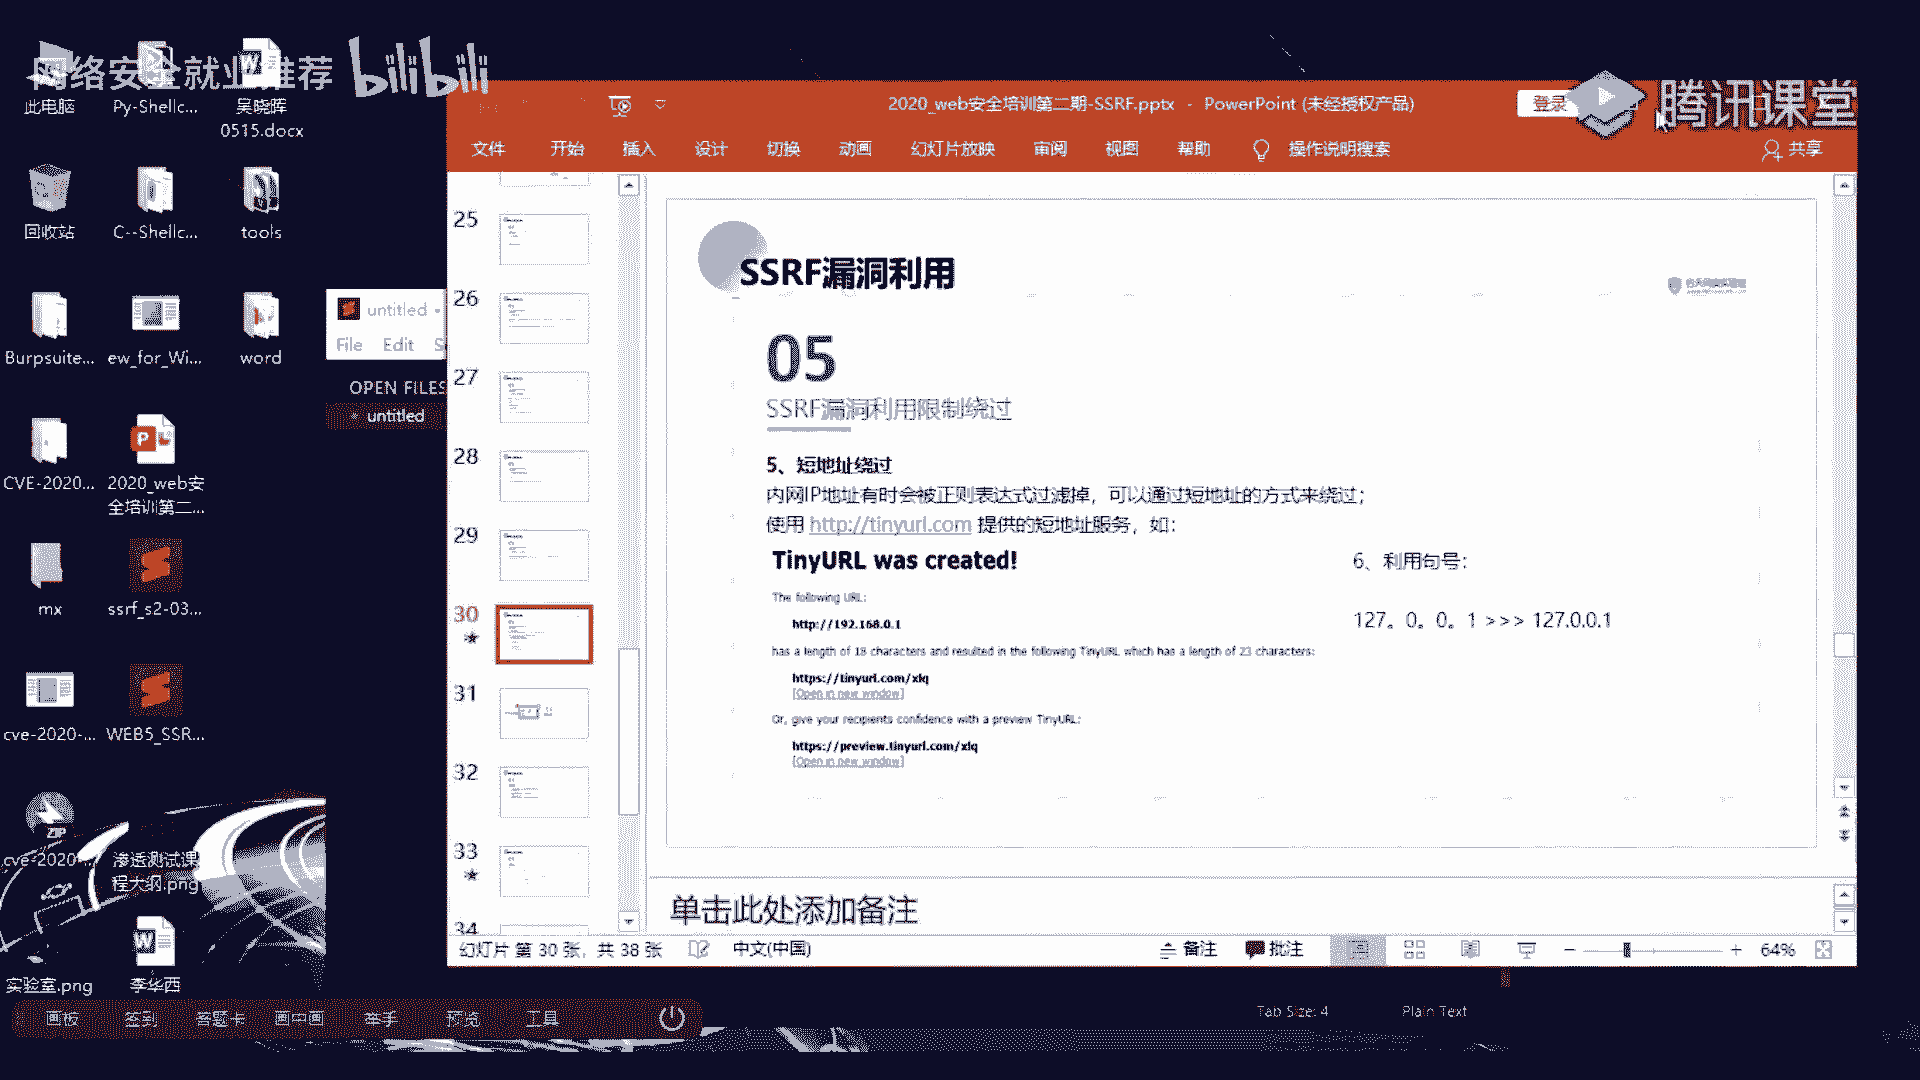 网络安全就业推荐
bilibili
腾讯课堂
此电脑
Py-Shellc...
吴晓晖
0515.docx
回收站
C--Shellc...
tools
Burpsuite...
ew_for_Wi...
word
CVE-2020...
2020_web安
全培训第二...
mx
ssrf_s2-03...
cve-2020-...
WEB5_SSR...
ZIP
cve-2020-...
渗透测试课
程大纲.png
实验室.png
李华西
untitled
File Edit S
OPEN FILES
untitled
2020_web安全培训第二期-SSRF.pptx - PowerPoint (未经授权产品)
登录
文件 开始 插入 设计 切换 动画 幻灯片放映 审阅 视图 帮助 操作说明搜索
共享
25
26
27
28
29
30
31
32
33
34
SSRF漏洞利用
05
SSRF漏洞利用限制绕过
5、短地址绕过
内网IP地址有时会被正则表达式过滤掉，可以通过短地址的方式来绕过；
使用 http://tinyurl.com 提供的短地址服务，如：
TinyURL was created!
The following URL:
http://192.168.0.1
has a length of 18 characters and resulted in the following TinyURL which has a length of 23 characters:
https://tinyurl.com/xlq
[Open in new window]
Or, give your recipients confidence with a preview TinyURL:
https://preview.tinyurl.com/xlq
[Open in new window]
6、利用句号：
127。0。0。1 >>> 127.0.0.1
单击此处添加备注
幻灯片 第 30 张，共 38 张
中文(中国)
备注
批注
64%
画板 签到 答题卡 画中画 举手 预览 工具
Tab Size: 4
Plain Text